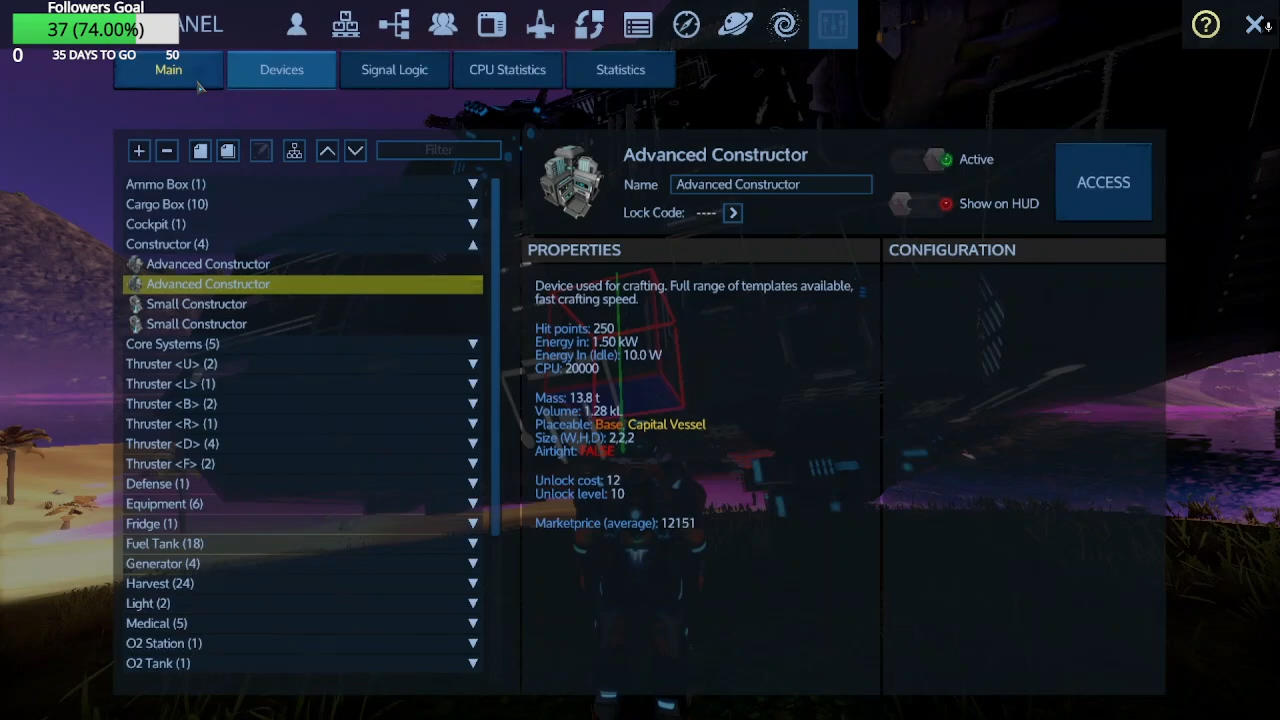 Followers Goal
37 (74.00%)
ANEL
0
35 DAYS TO GO
50
Main
Devices
Signal Logic
CPU Statistics
Statistics
?
Filter
Ammo Box (1)
Cargo Box (10)
Cockpit (1)
Constructor (4)
Advanced Constructor
Advanced Constructor
Small Constructor
Small Constructor
Core Systems (5)
Thruster <U> (2)
Thruster <L> (1)
Thruster <B> (2)
Thruster <R> (1)
Thruster <D> (4)
Thruster <F> (2)
Defense (1)
Equipment (6)
Fridge (1)
Fuel Tank (18)
Generator (4)
Harvest (24)
Light (2)
Medical (5)
O2 Station (1)
O2 Tank (1)
Advanced Constructor
Name Advanced Constructor
Lock Code: ----
Active
Show on HUD
ACCESS
PROPERTIES
Device used for crafting. Full range of templates available,
fast crafting speed.
Hit points: 250
Energy in: 1.50 kW
Energy In (Idle): 10.0 W
CPU: 20000
Mass: 13.8 t
Volume: 1.28 kL
Placeable: Base, Capital Vessel
Size (W,H,D): 2,2,2
Airtight: FALSE
Unlock cost: 12
Unlock level: 10
Marketprice (average): 12151
CONFIGURATION